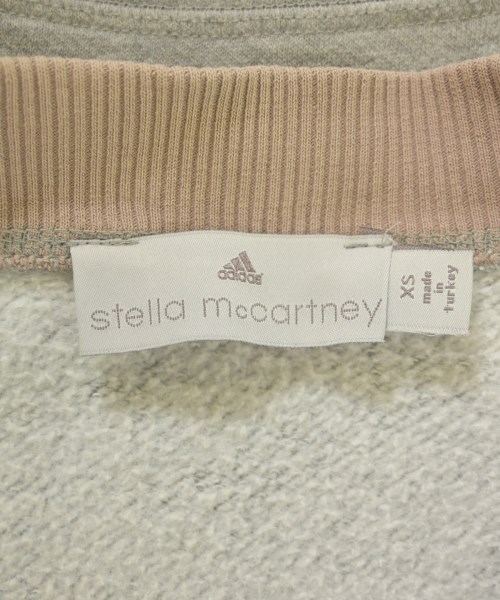 adidas
stella mccartney
XS
made
in
turkey